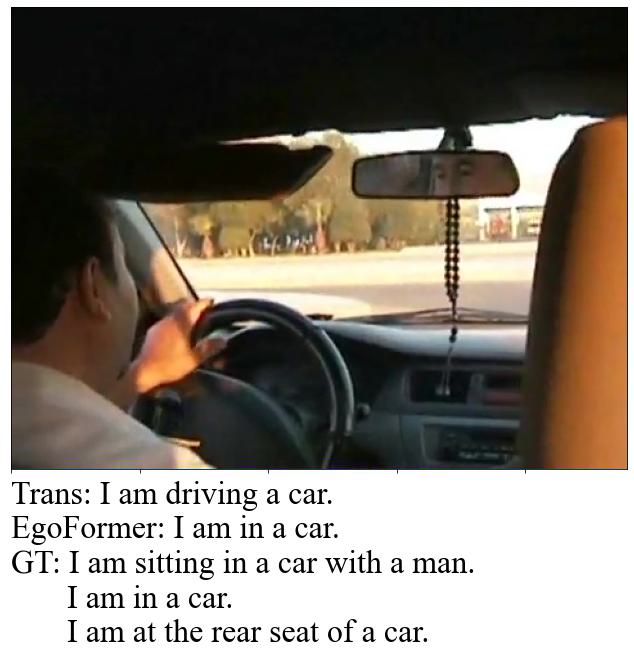 Trans: I am driving a car.
EgoFormer: I am in a car.
GT: I am sitting in a car with a man.
I am in a car.
I am at the rear seat of a car.